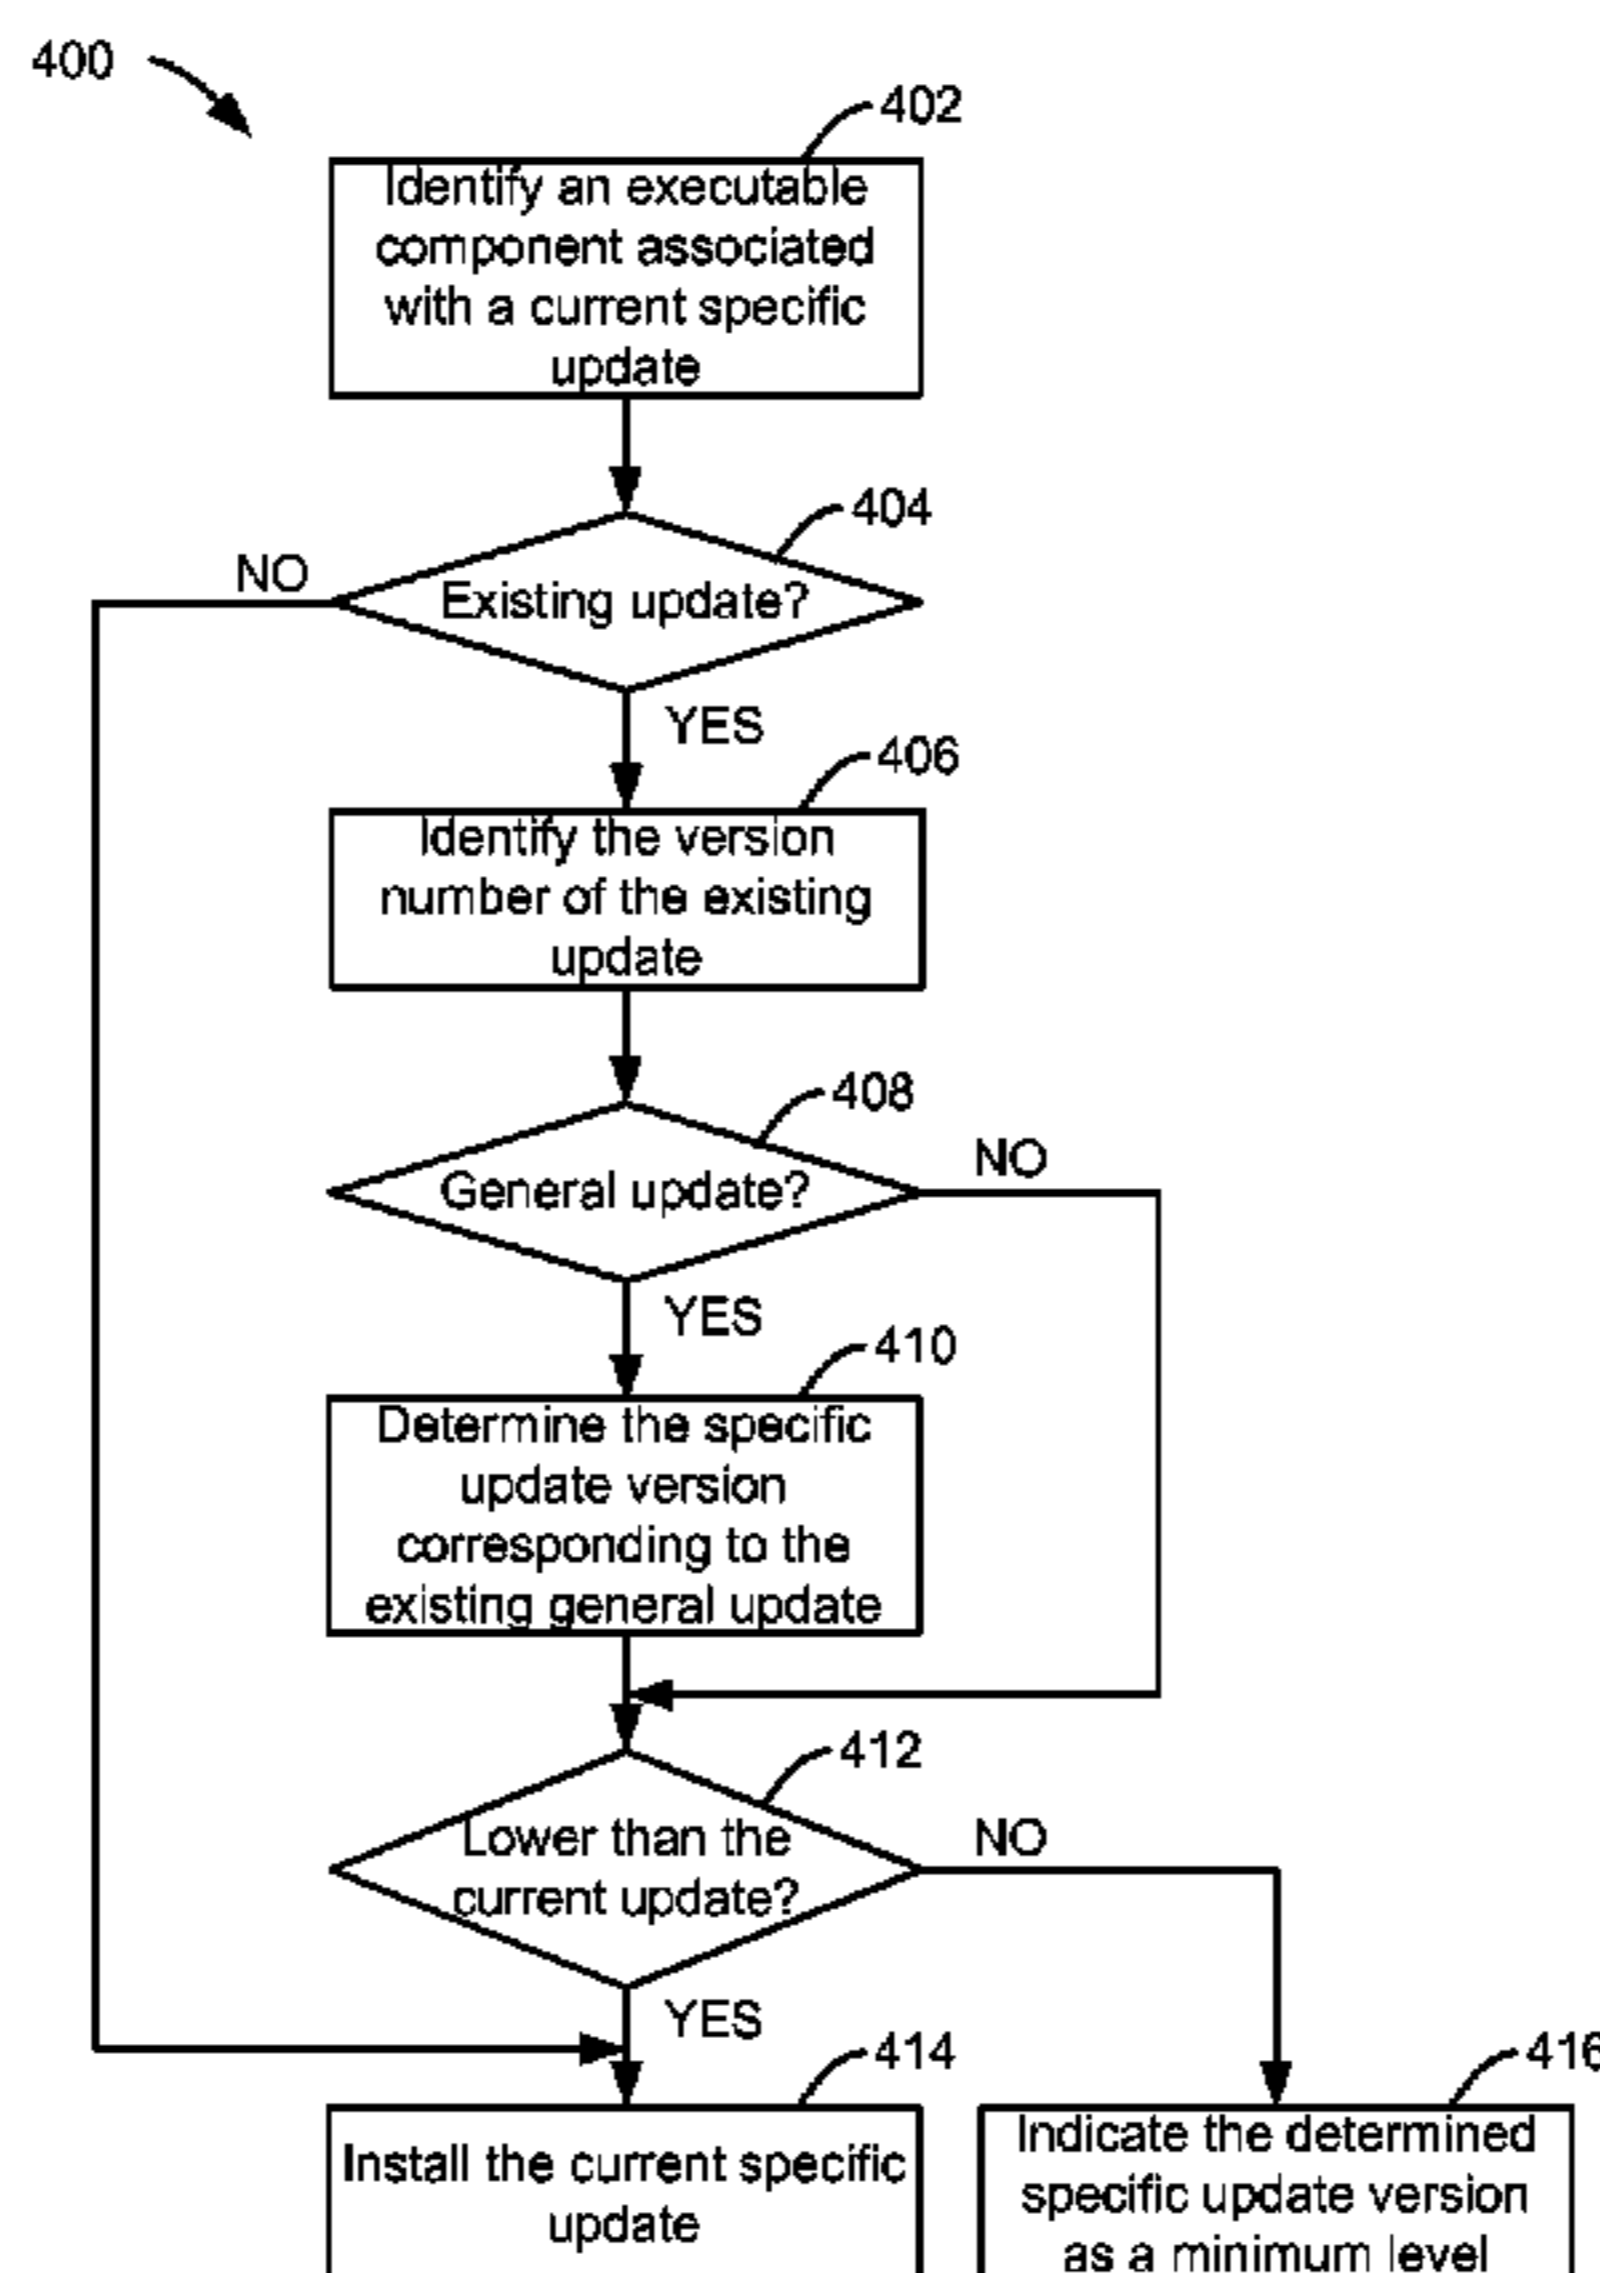 400
402
Identify an executable
component associated
with a current specific
update
404
NO
Existing update?
YES
406
Identify the version
number of the existing
update
408
NO
General update?
YES
410
Determine the specific
update version
corresponding to the
existing general update
412
Lower than the
current update?
NO
YES
414
416
Install the current specific
update
Indicate the determined
specific update version
as a minimum level